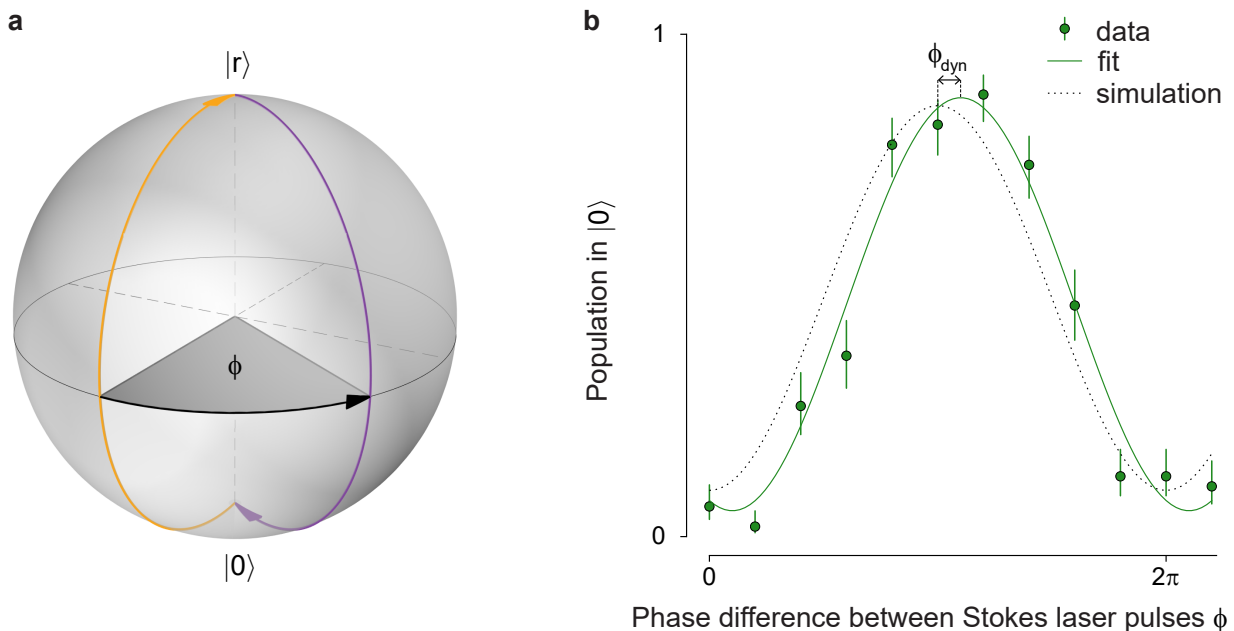 a
|r⟩
ϕ
|0⟩
b
1
0
Population in |0⟩
ϕdyn
data
fit
simulation
0
2π
Phase difference between Stokes laser pulses ϕ